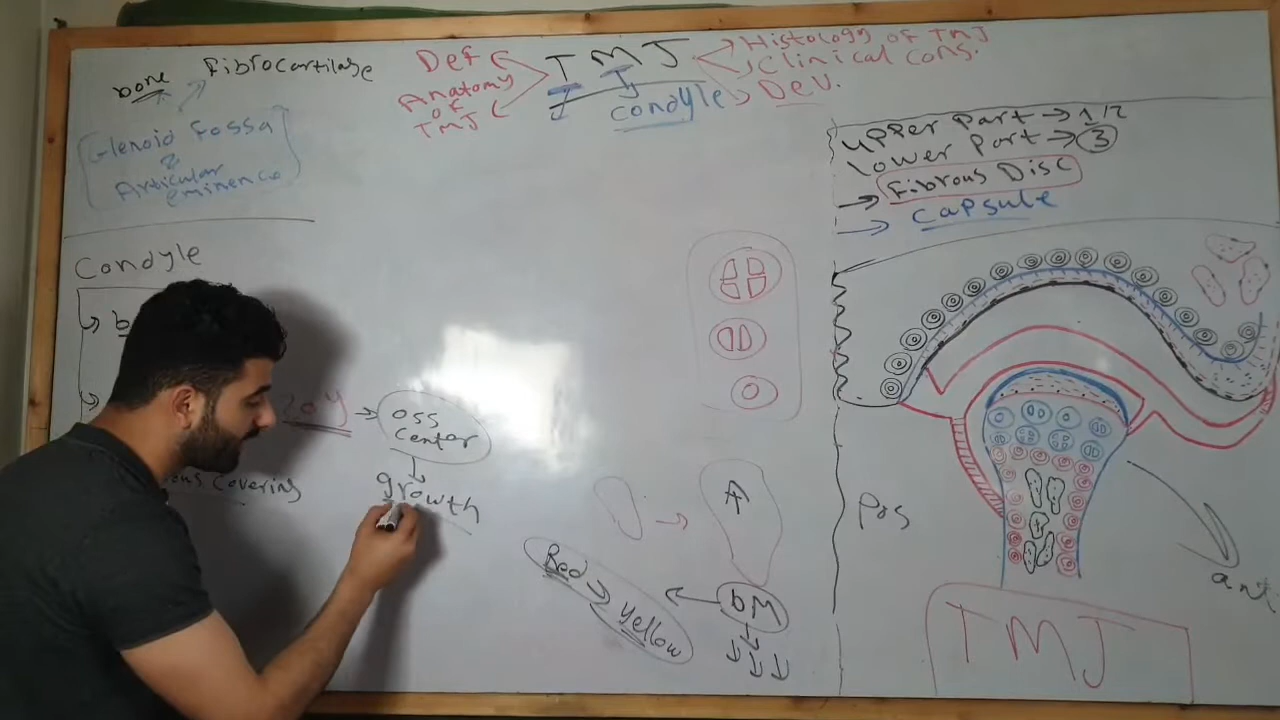 bone
Fibrocartilage
Glenoid Fossa
&
Articular
eminence
Def
Anatomy
of
TMJ
TMJ
condyle
Histology of TMJ
Clinical Cons.
Dev.
Upper Part → 1/2
lower Part → 3
→ Fibrous Disc
→ Capsule
Condyle
b
20y → oss
Center
growth
ous Covering
Red → yellow
bM
Pos
ant
TMJ